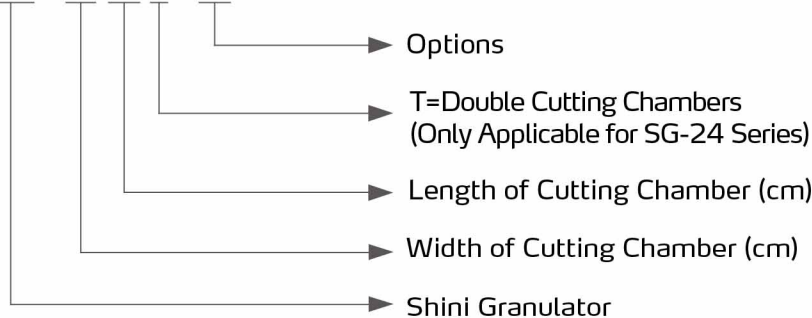 Options
T=Double Cutting Chambers
(Only Applicable for SG-24 Series)
Length of Cutting Chamber (cm)
Width of Cutting Chamber (cm)
Shini Granulator